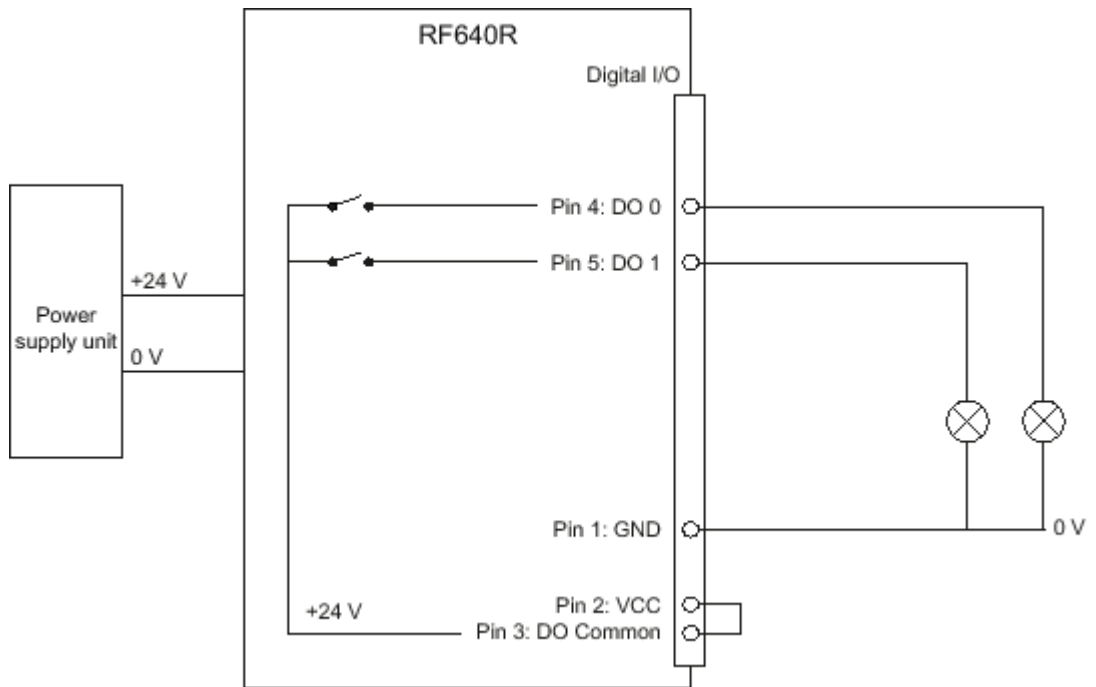 RF640R
Digital I/O
Pin 4: DO 0
Pin 5: DO 1
+24 V
Power
supply unit
0 V
Pin 1: GND
0 V
Pin 2: VCC
+24 V
Pin 3: DO Common